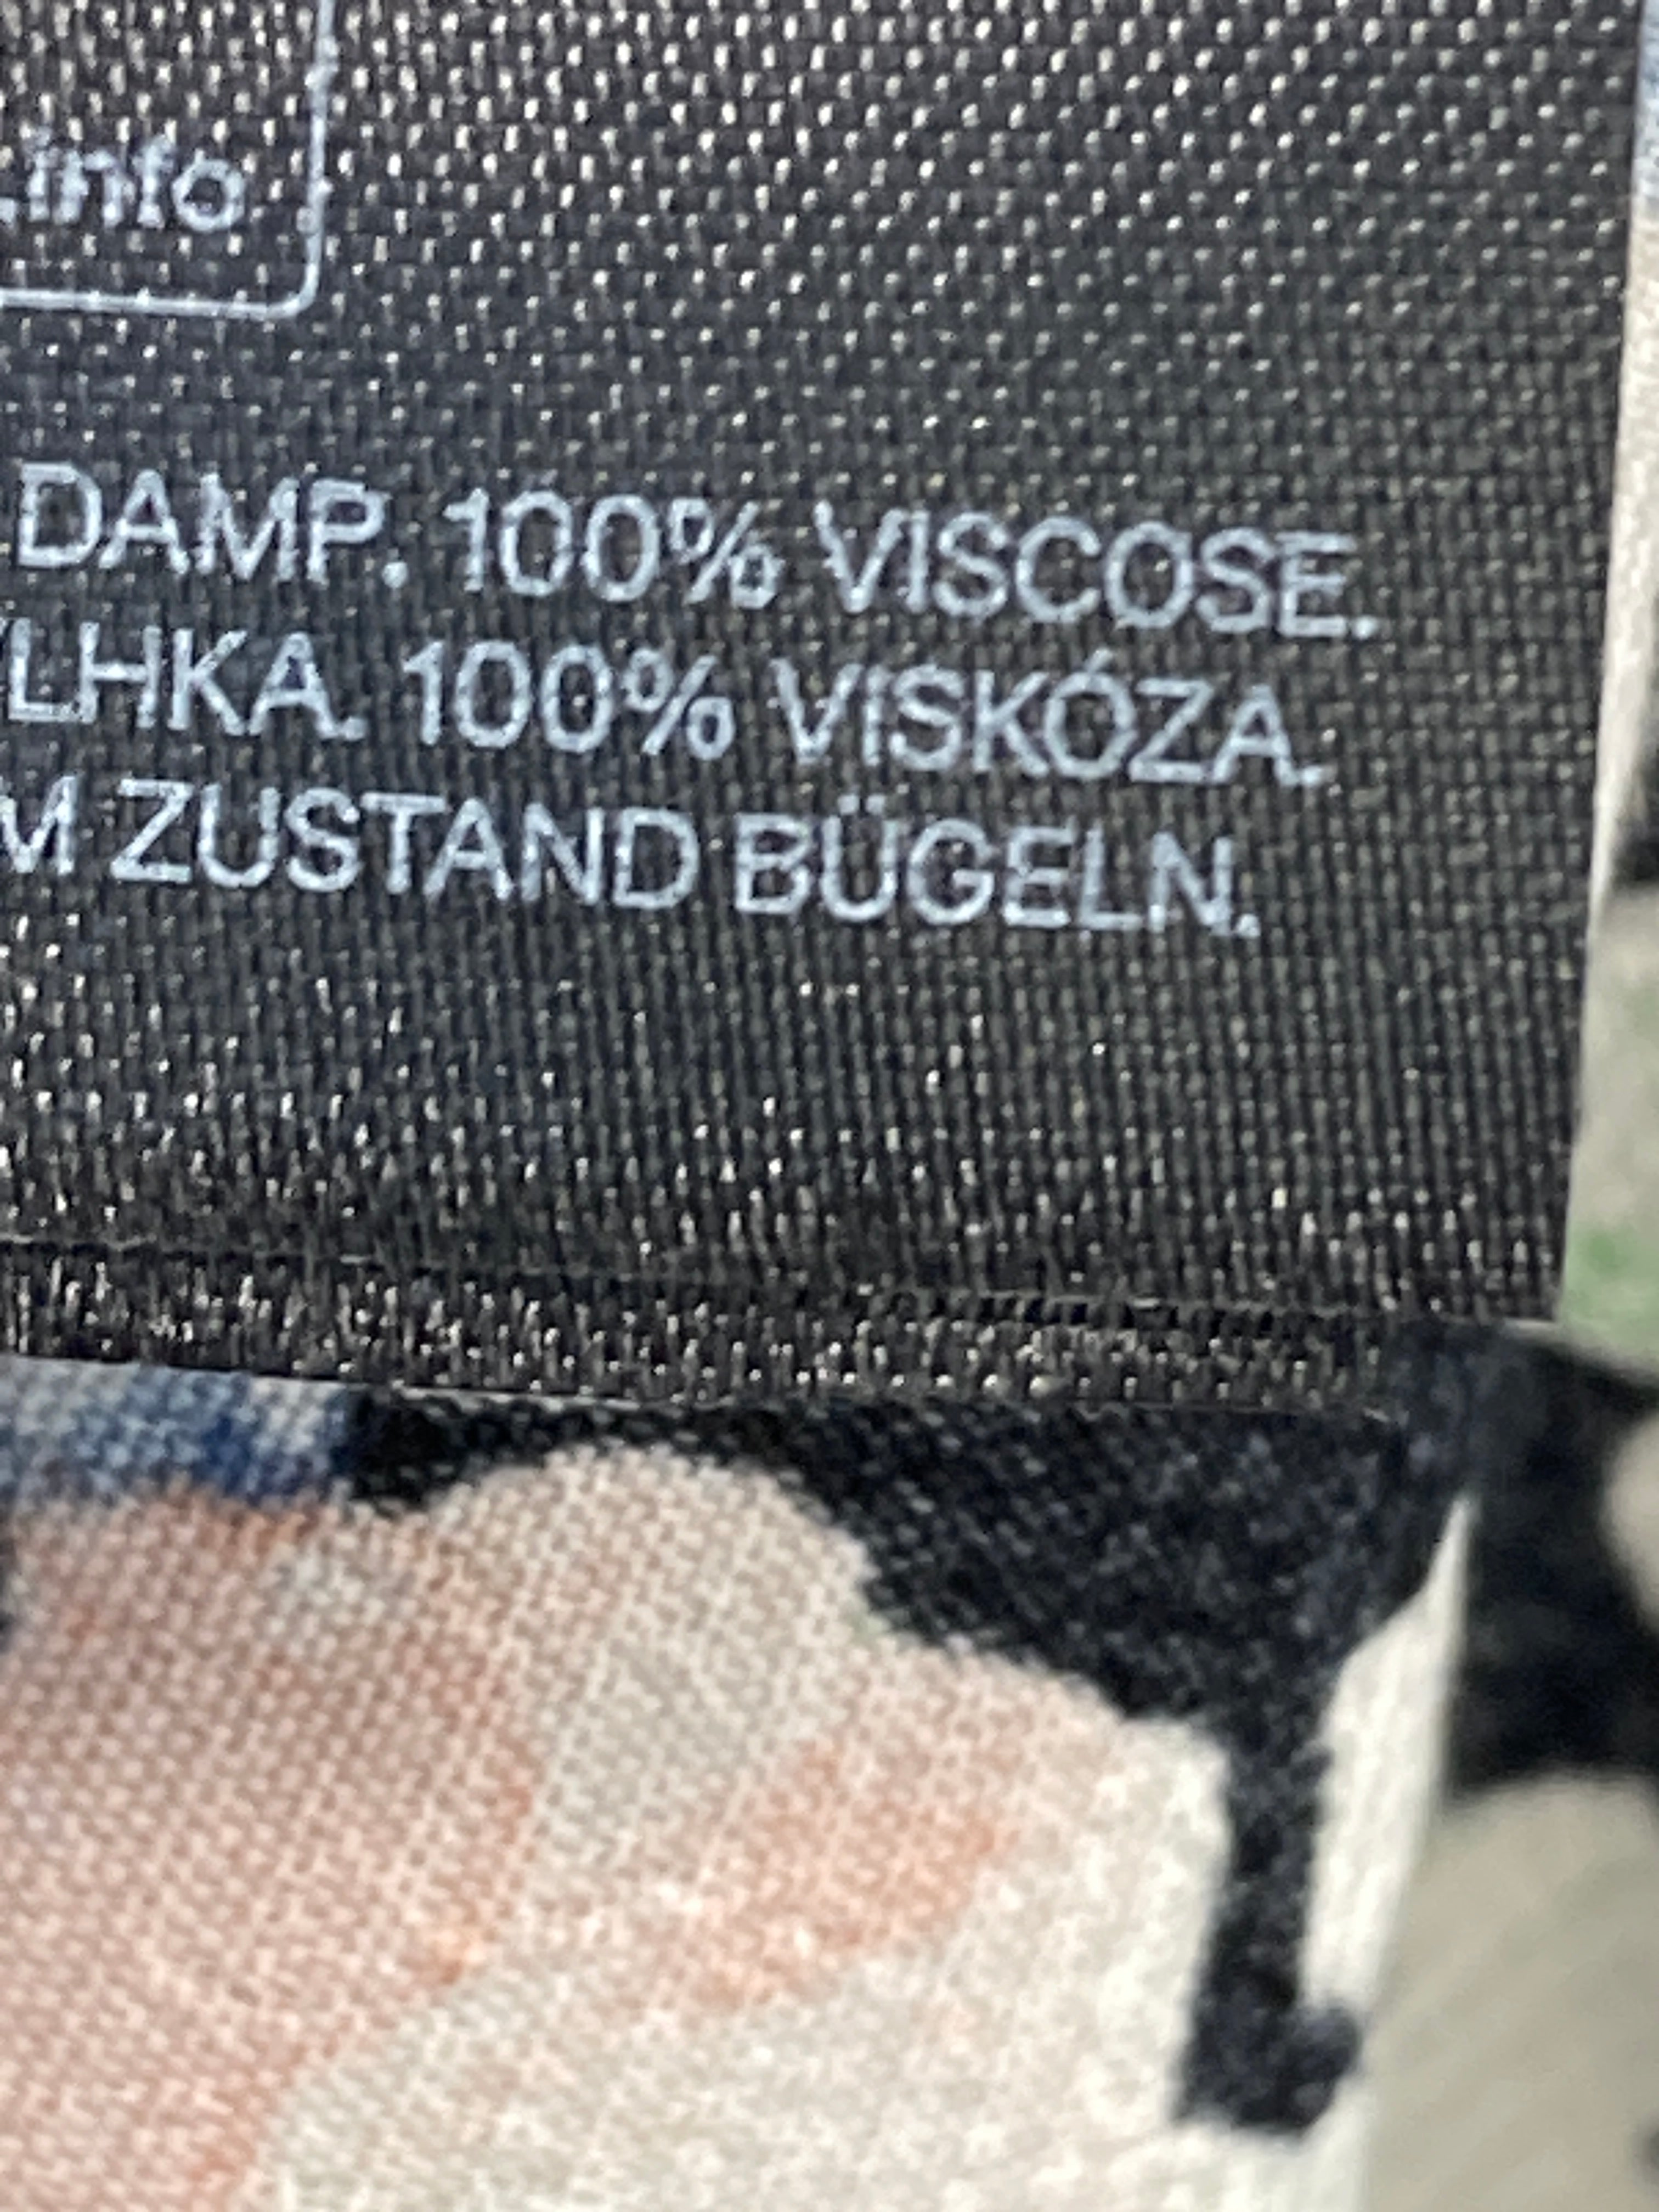 .info
DAMP. 100% VISCOSE.
LHKA. 100% VISKÓZA.
M ZUSTAND BÜGELN.